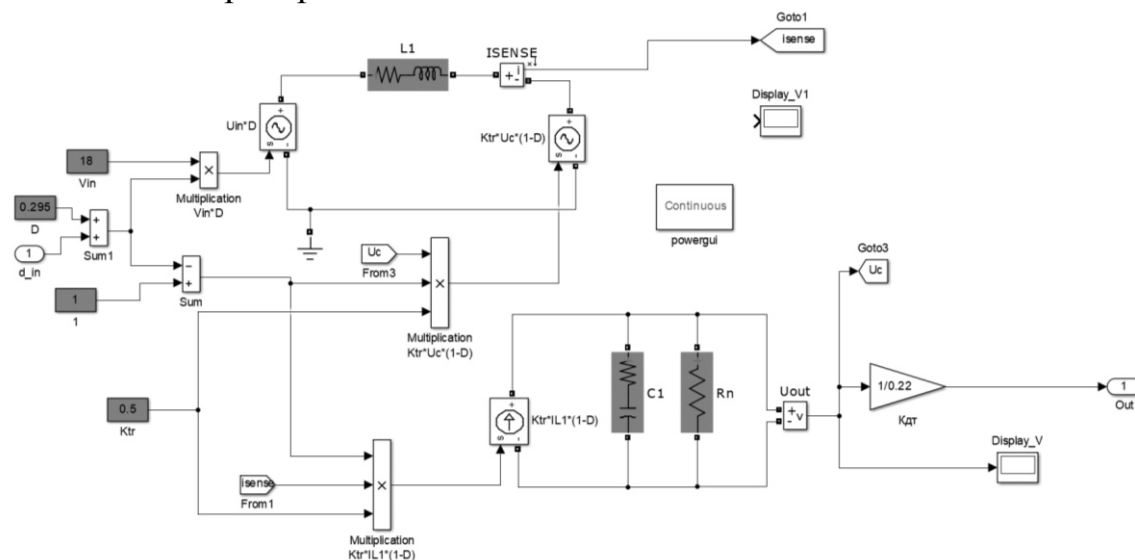 Goto1
isense
ISENSE
L1
+
-
i
Display_V1
Uin*D
+
s
-
Ktr*Uc*(1-D)
+
s
-
18
Vin
×
Multiplication
Vin*D
Continuous
powergui
0.295
D
+
+
Sum1
1
d_in
Uc
From3
Goto3
Uc
-
+
Sum
1
1
×
Multiplication
Ktr*Uc*(1-D)
0.5
Ktr
+
s
-
Ktr*IL1*(1-D)
C1
Rn
Uout
+
v
-
1/0.22
Кдт
1
Out
Display_V
isense
From1
×
Multiplication
Ktr*IL1*(1-D)